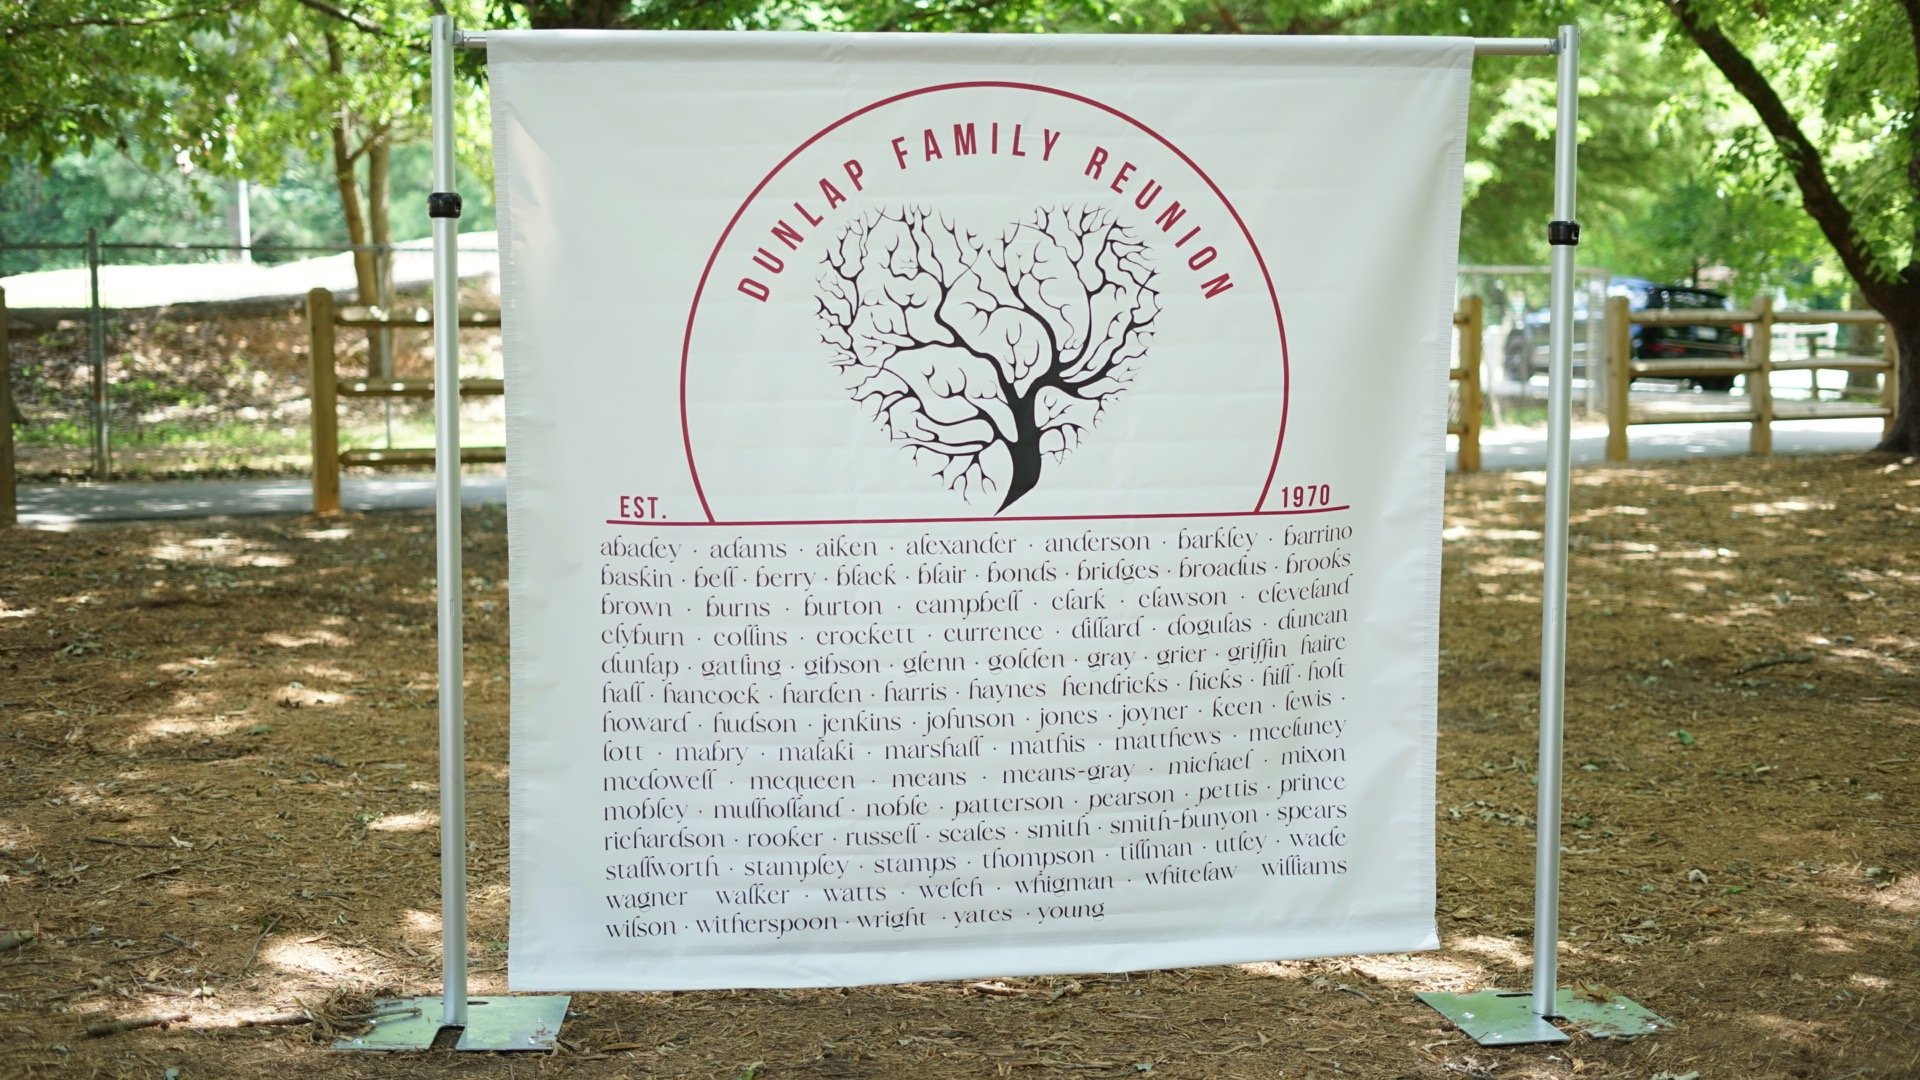 DUNLAP FAMILY REUNION
EST. 1970
abadey · adams · aiken · alexander · anderson · barkley · barrino
baskin · bell · berry · black · blair · bonds · bridges · broadus · brooks
brown · burns · burton · campbell · clark · clawson · cleveland
clyburn · collins · crockett · currence · dillard · dogulas · duncan
dunlap · gatling · gibson · glenn · golden · gray · grier · griffin haire
hall · hancock · harden · harris · haynes hendricks · hicks · hill · holt
howard · hudson · jenkins · johnson · jones · joyner · keen · lewis ·
lott · mabry · malaki · marshall · mathis · matthews · mccluney
mcdowell · mcqueen · means · means-gray · michael · mixon
mobley · mulholland · noble · patterson · pearson · pettis · prince
richardson · rooker · russell · scales · smith · smith-bunyon · spears
stallworth · stampley · stamps · thompson · tillman · utley · wade
wagner walker · watts · welch · whigman · whitelaw williams
wilson · witherspoon · wright · yates · young